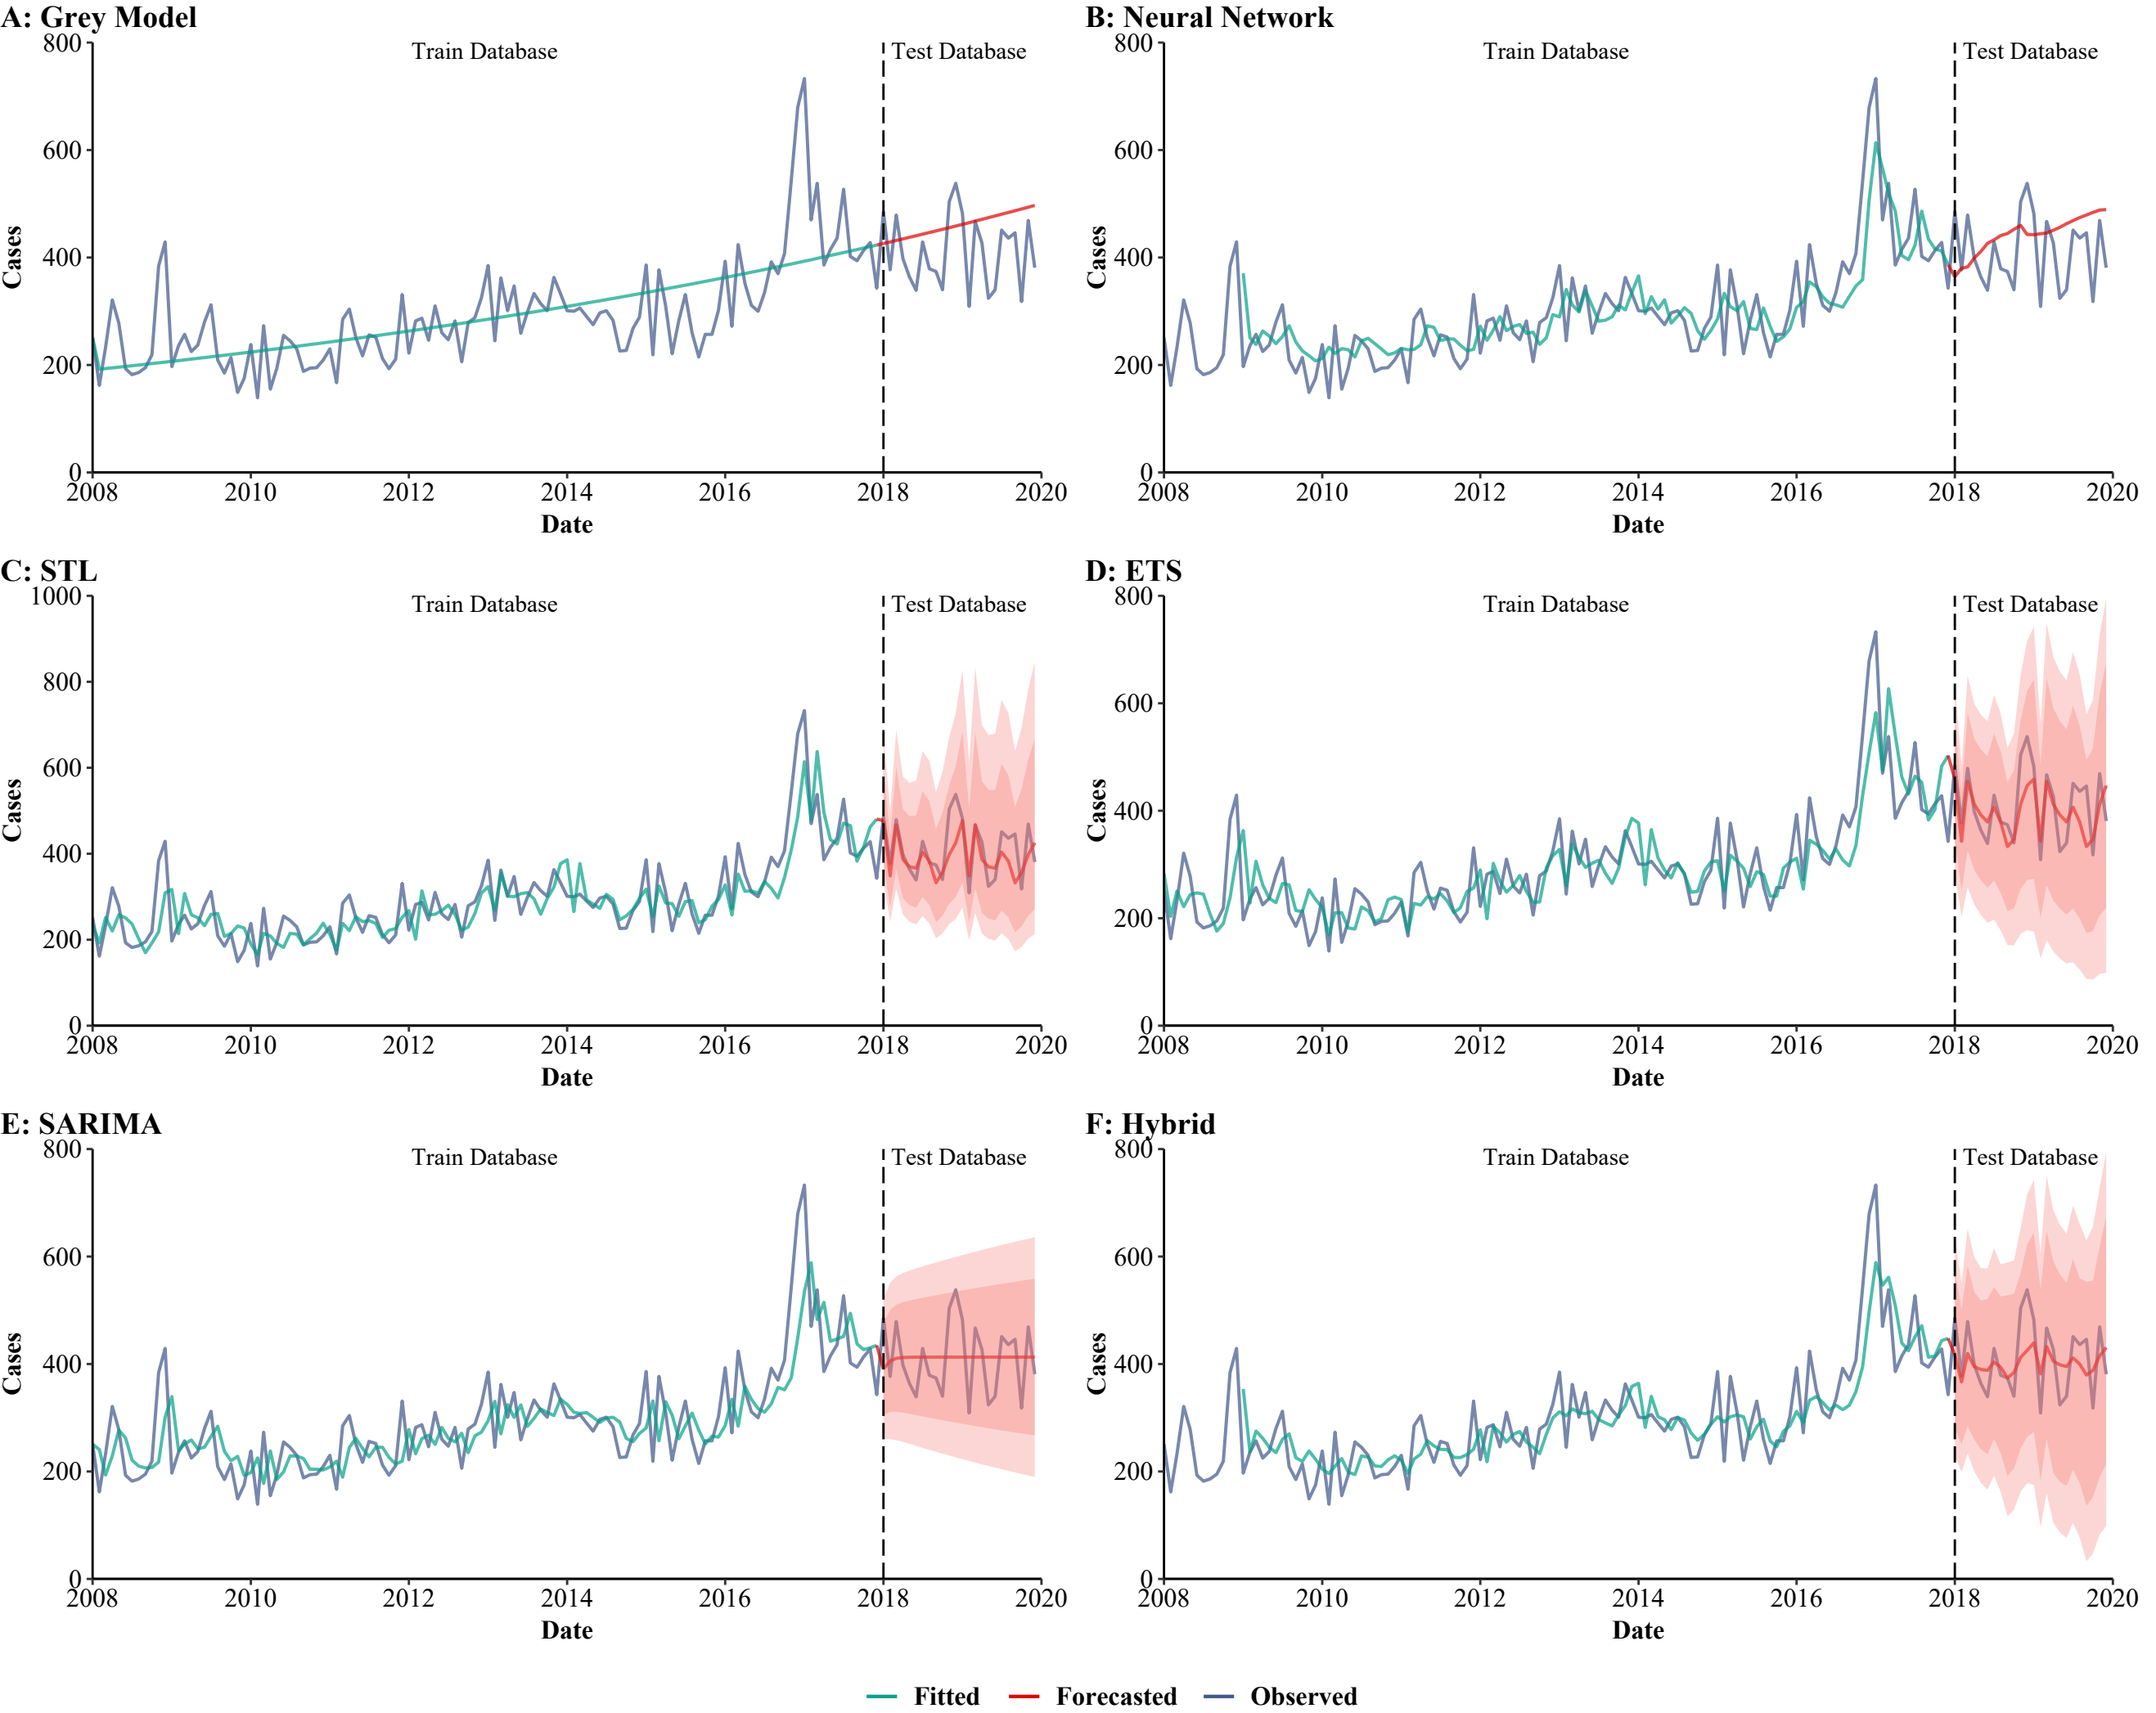 A: Grey Model
Train Database
Test Database
Cases
800
600
400
200
0
2008 2010 2012 2014 2016 2018 2020
Date
B: Neural Network
Train Database
Test Database
Cases
800
600
400
200
0
2008 2010 2012 2014 2016 2018 2020
Date
C: STL
Train Database
Test Database
Cases
1000
800
600
400
200
0
2008 2010 2012 2014 2016 2018 2020
Date
D: ETS
Train Database
Test Database
Cases
800
600
400
200
0
2008 2010 2012 2014 2016 2018 2020
Date
E: SARIMA
Train Database
Test Database
Cases
800
600
400
200
0
2008 2010 2012 2014 2016 2018 2020
Date
F: Hybrid
Train Database
Test Database
Cases
800
600
400
200
0
2008 2010 2012 2014 2016 2018 2020
Date
Fitted Forecasted Observed